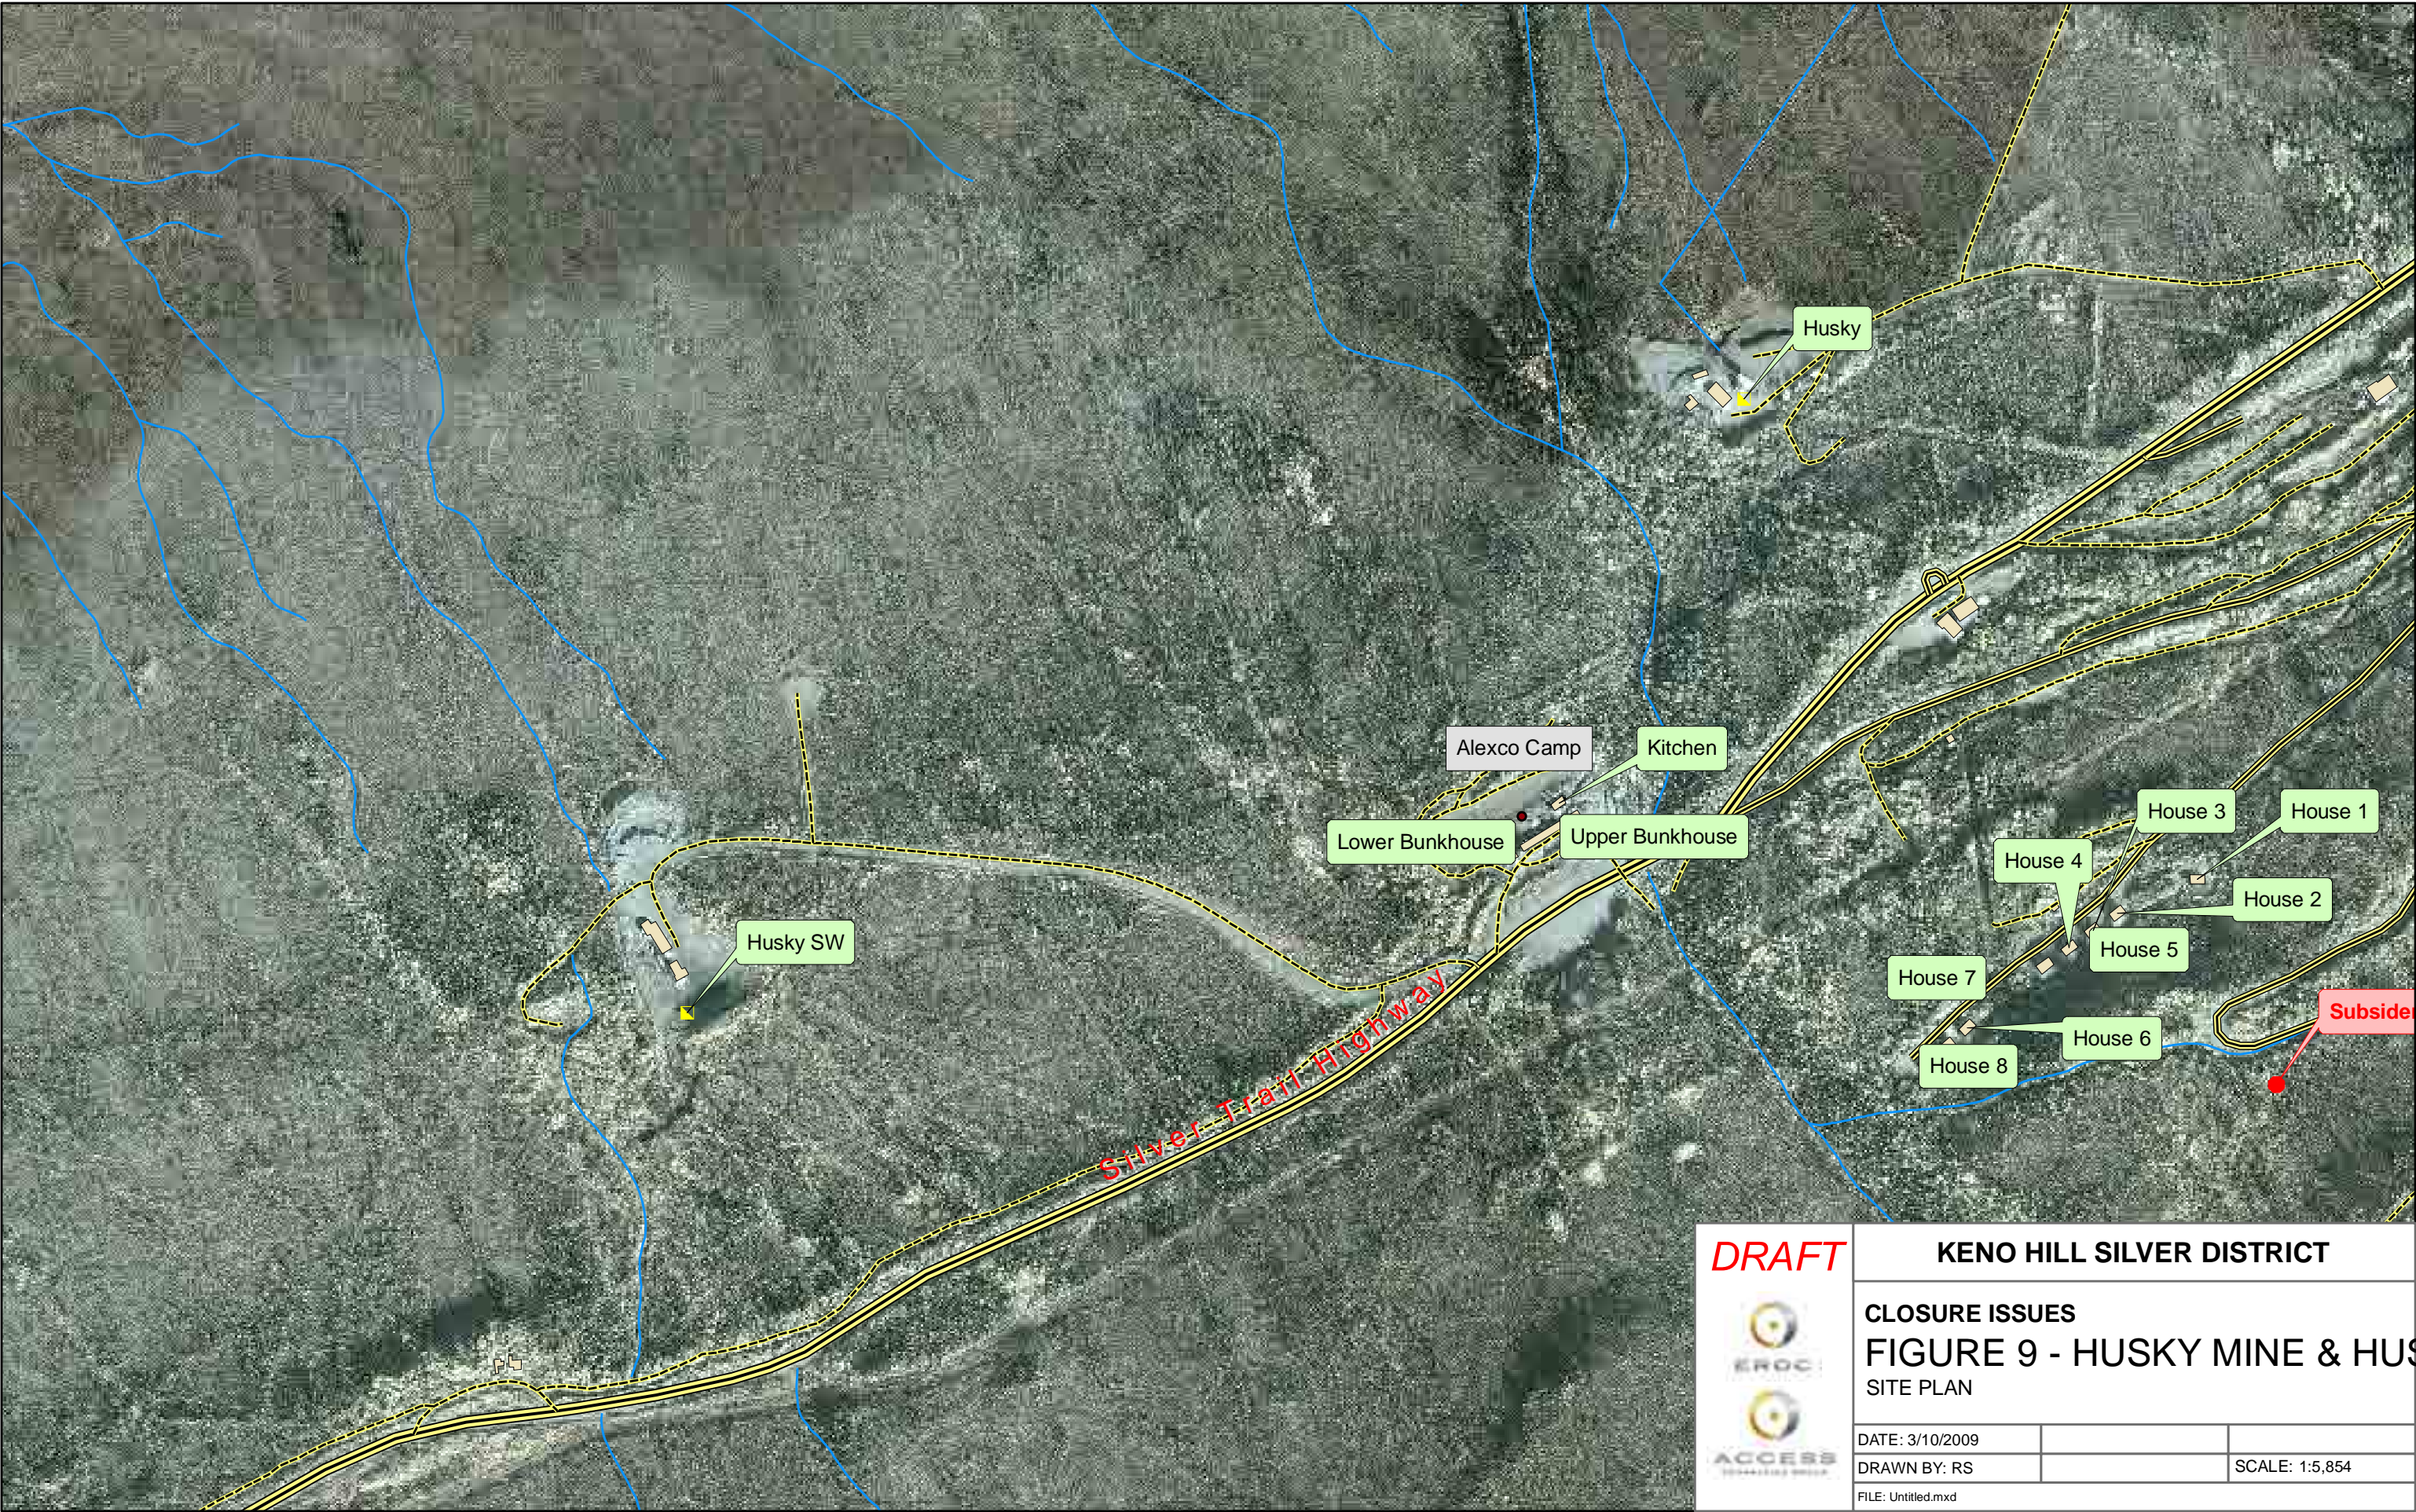 Husky
Alexco Camp
Kitchen
Lower Bunkhouse
Upper Bunkhouse
House 3
House 1
House 4
House 2
House 5
Husky SW
House 7
House 6
House 8
Silver Trail Highway
DRAFT
KENO HILL SILVER DISTRICT
CLOSURE ISSUES
FIGURE 9 - HUSKY MINE &
SITE PLAN
EROC
ACCESS
DATE: 3/10/2009
DRAWN BY: RS
SCALE: 1:5,854
FILE: Untitled.mxd